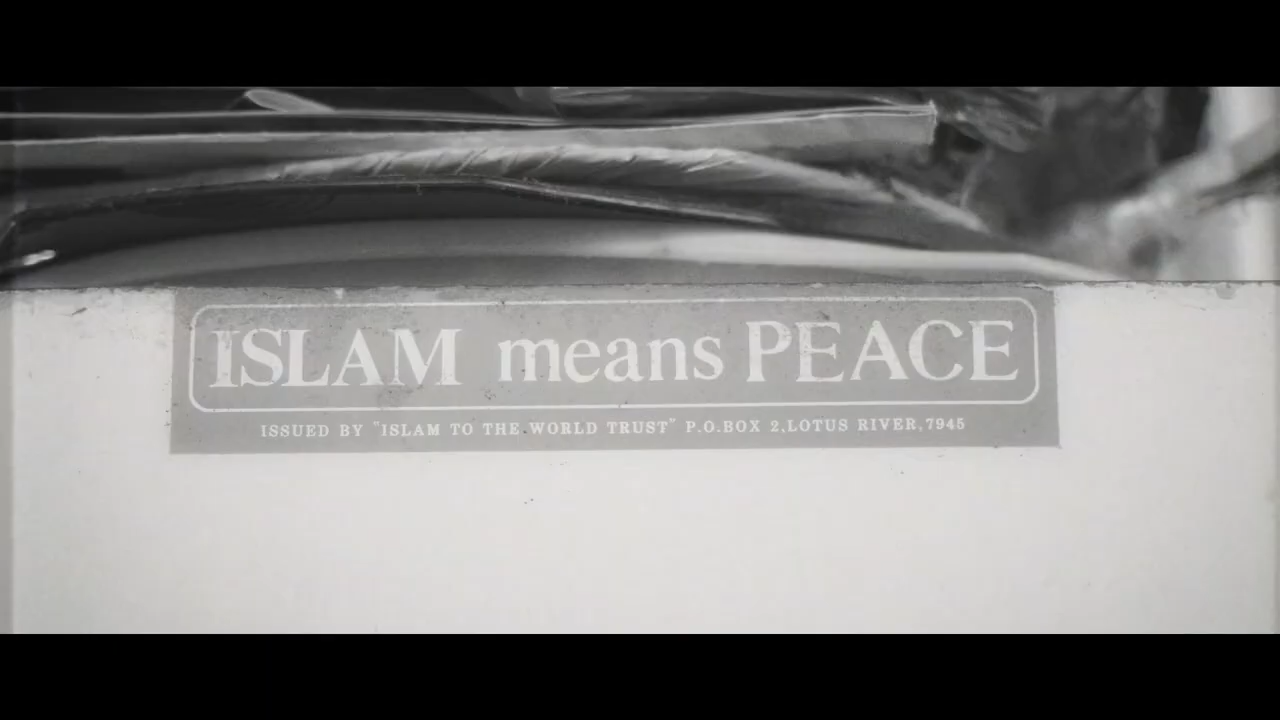 ISLAM means PEACE
ISSUED BY "ISLAM TO THE WORLD TRUST" P.O.BOX 2,LOTUS RIVER,7945